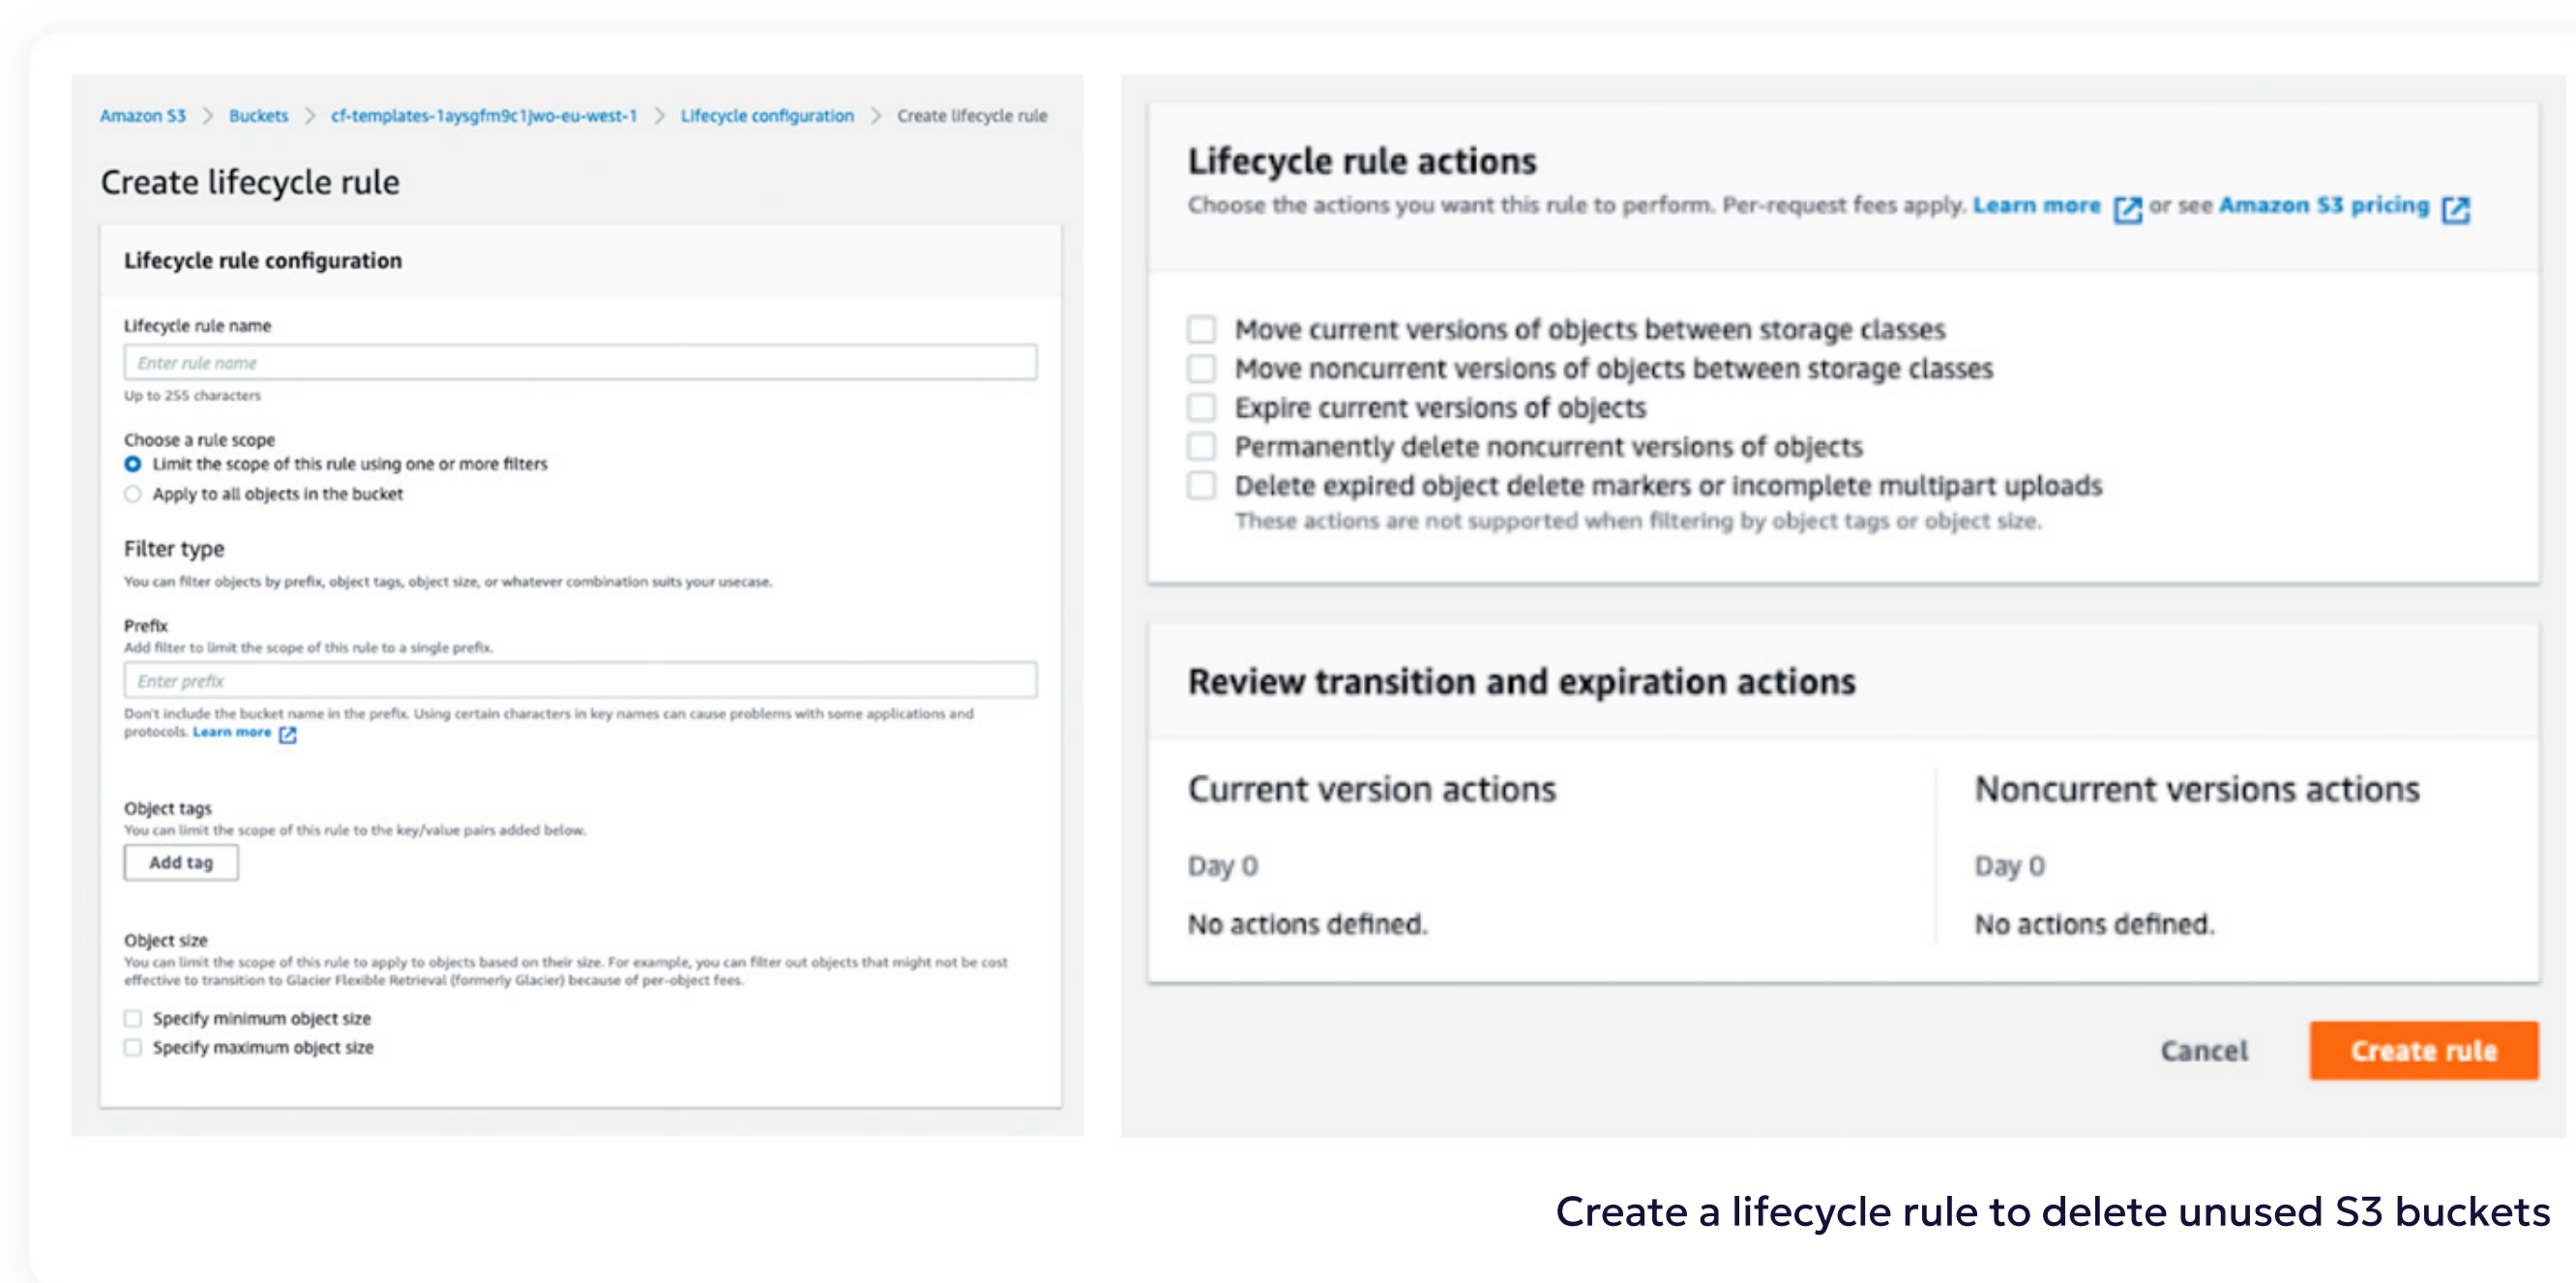 Amazon S3 > Buckets > cf-templates-1aysgfm9c1jwo-eu-west-1 > Lifecycle configuration > Create lifecycle rule
Create lifecycle rule
Lifecycle rule configuration
Lifecycle rule name
Enter rule name
Up to 255 characters
Choose a rule scope
Limit the scope of this rule using one or more filters
Apply to all objects in the bucket
Filter type
You can filter objects by prefix, object tags, object size, or whatever combination suits your usecase.
Prefix
Add filter to limit the scope of this rule to a single prefix.
Enter prefix
Don't include the bucket name in the prefix. Using certain characters in key names can cause problems with some applications and
protocols. Learn more
Object tags
You can limit the scope of this rule to the key/value pairs added below.
Add tag
Object size
You can limit the scope of this rule to apply to objects based on their size. For example, you can filter out objects that might not be cost
effective to transition to Glacier Flexible Retrieval (formerly Glacier) because of per-object fees.
Specify minimum object size
Specify maximum object size
Lifecycle rule actions
Choose the actions you want this rule to perform. Per-request fees apply. Learn more or see Amazon S3 pricing
Move current versions of objects between storage classes
Move noncurrent versions of objects between storage classes
Expire current versions of objects
Permanently delete noncurrent versions of objects
Delete expired object delete markers or incomplete multipart uploads
These actions are not supported when filtering by object tags or object size.
Review transition and expiration actions
Current version actions
Day 0
No actions defined.
Noncurrent versions actions
Day 0
No actions defined.
Cancel
Create rule
Create a lifecycle rule to delete unused S3 buckets